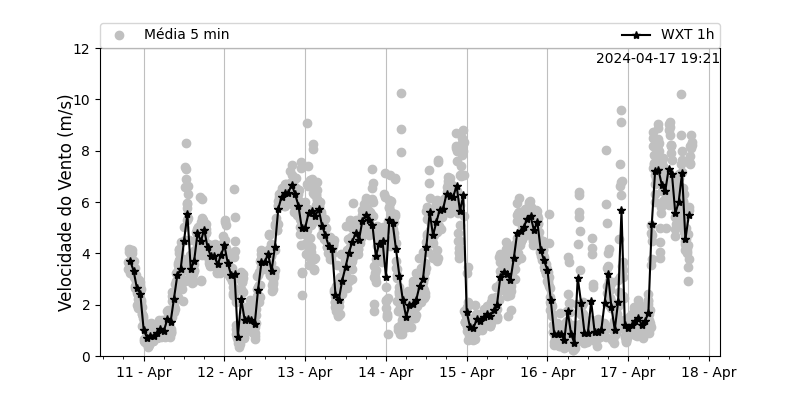 Média 5 min
WXT 1h
2024-04-17 19:21
Velocidade do Vento (m/s)
12
10
8
6
4
2
0
11 - Apr
12 - Apr
13 - Apr
14 - Apr
15 - Apr
16 - Apr
17 - Apr
18 - Apr